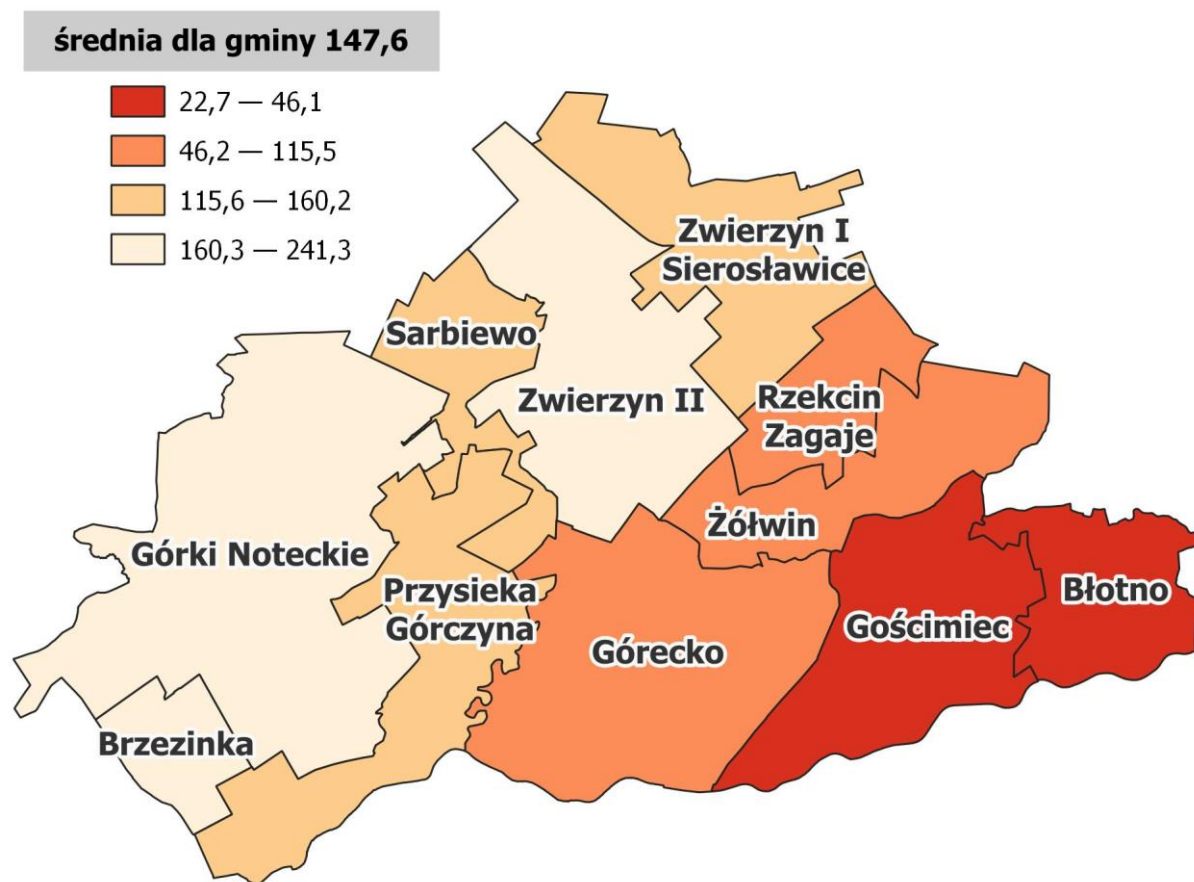 średnia dla gminy 147,6
22,7 — 46,1
46,2 — 115,5
115,6 — 160,2
160,3 — 241,3
Zwierzyn I
Sierosławice
Sarbiewo
Zwierzyn II
Rzekcin
Zagaje
Żółwin
Górki Noteckie
Przysieka
Górczyna
Górecko
Gościmiec
Błotno
Brzezinka